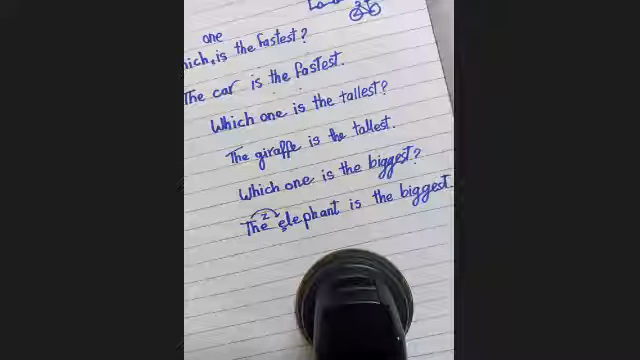 one
is the fastest?
The car is the fastest.
Which one is the tallest?
The giraffe is the tallest.
Which one is the biggest?
The elephant is the biggest.